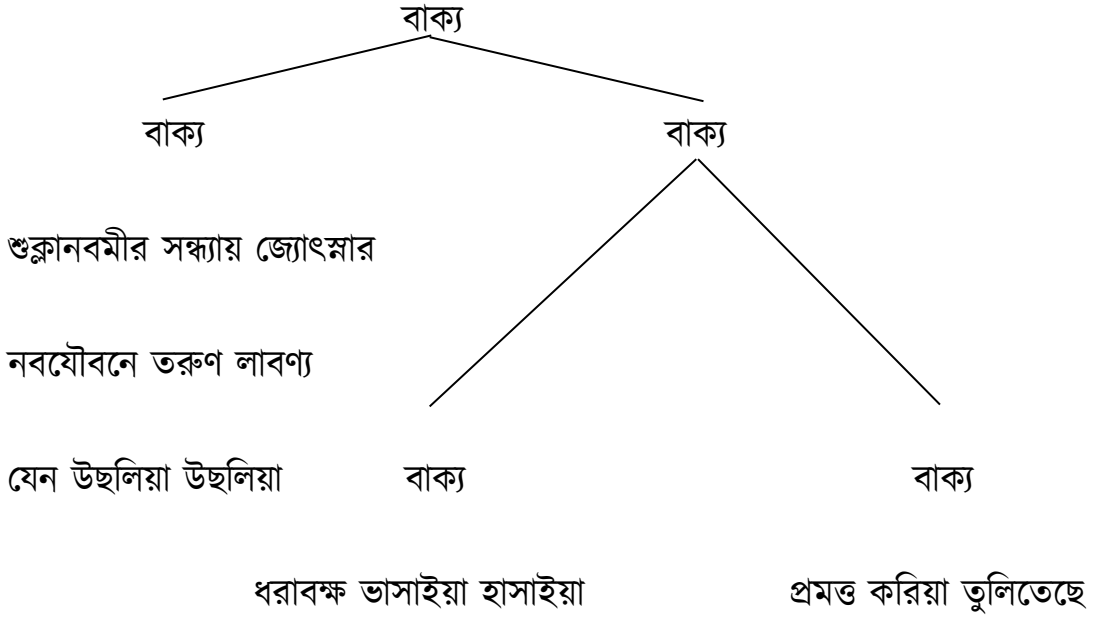 বাক্য
বাক্য বাক্য
শুক্লানবমীর সন্ধ্যায় জ্যোৎস্নার
নবযৌবনে তরুণ লাবণ্য
যেন উছলিয়া উছলিয়া বাক্য বাক্য
ধরাবক্ষ ভাসাইয়া হাসাইয়া প্রমত্ত করিয়া তুলিতেছে